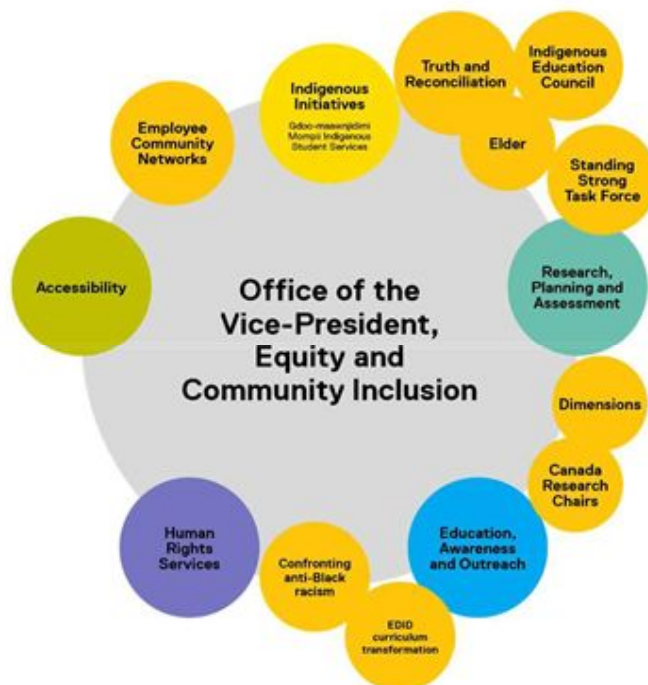 Truth and
Reconciliation
Indigenous
Education
Council
Indigenous
Initiatives
Gdoo-maawnjidimi
Mompii Indigenous
Student Services
Employee
Community
Networks
Elder
Standing
Strong
Task Force
Accessibility
Research,
Planning and
Assessment
Office of the
Vice-President,
Equity and
Community Inclusion
Dimensions
Canada
Research
Chairs
Human
Rights
Services
Education,
Awareness
and Outreach
Confronting
anti-Black
racism
EDID
curriculum
transformation